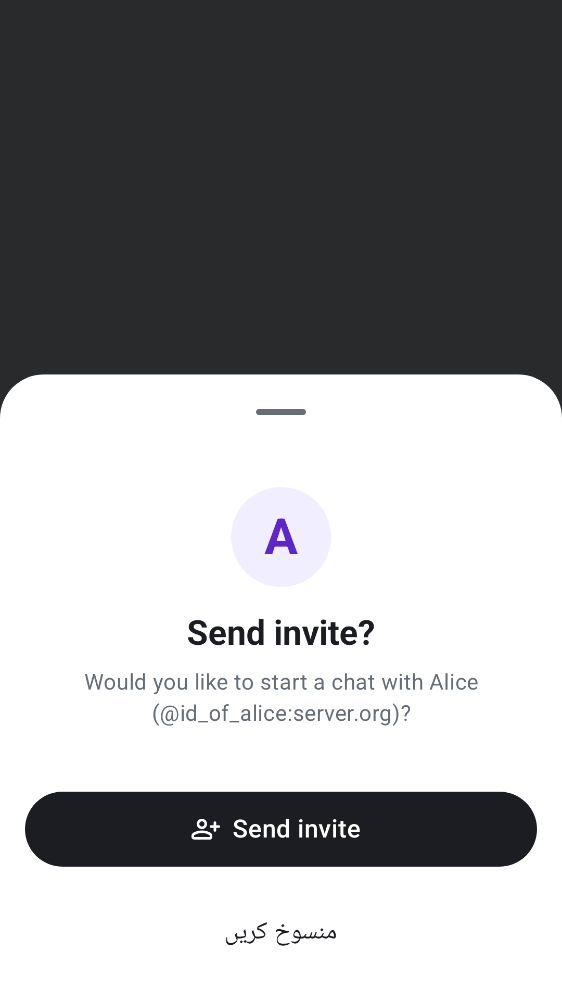 A
Send invite?
Would you like to start a chat with Alice
(@id_of_alice:server.org)?
Send invite
منسوخ کریں